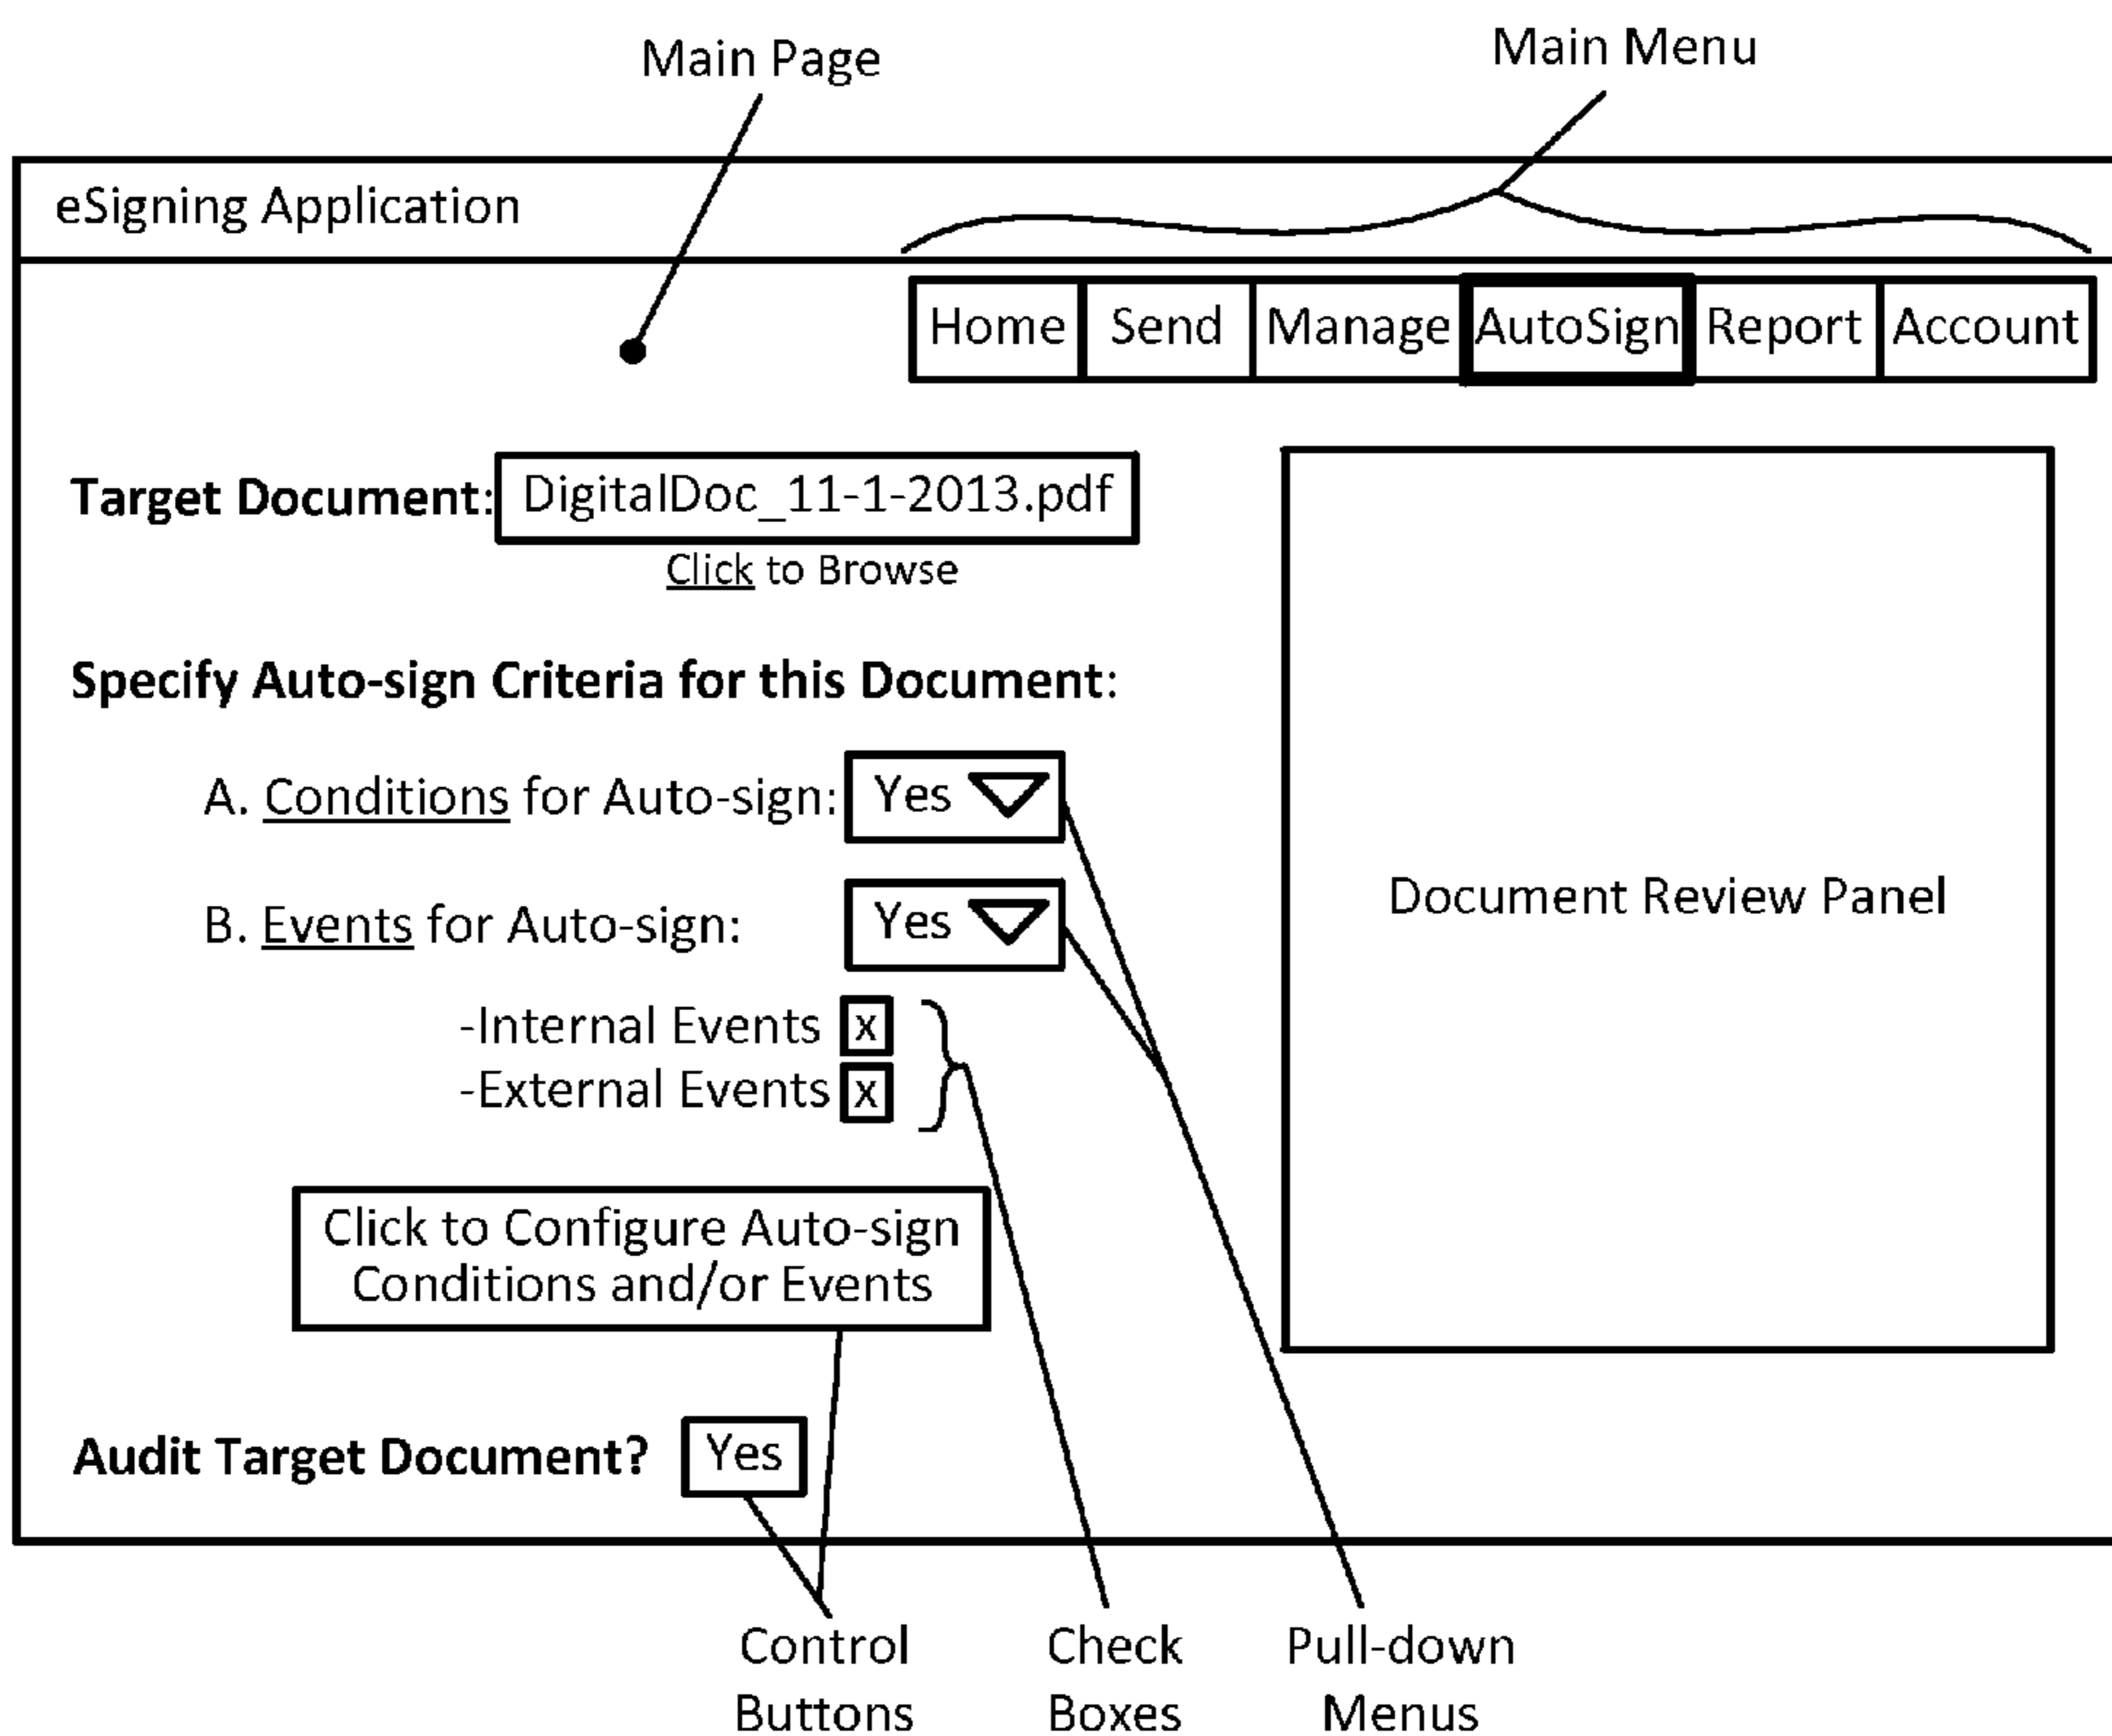 Main Page
Main Menu
eSigning Application
Home Send Manage AutoSign Report Account
Target Document: DigitalDoc_11-1-2013.pdf
Click to Browse
Specify Auto-sign Criteria for this Document:
A. Conditions for Auto-sign: Yes
B. Events for Auto-sign: Yes
-Internal Events x
-External Events x
Document Review Panel
Click to Configure Auto-sign
Conditions and/or Events
Audit Target Document? Yes
Control
Buttons
Check
Boxes
Pull-down
Menus